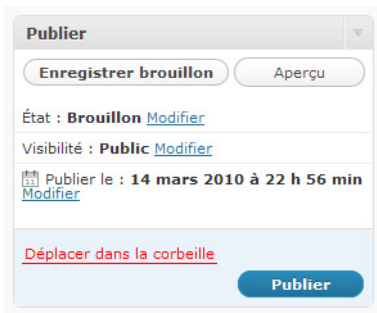 Publier
Enregistrer brouillon
Aperçu
État : Brouillon Modifier
Visibilité : Public Modifier
11 Publier le : 14 mars 2010 à 22 h 56 min
Modifier
Déplacer dans la corbeille
Publier